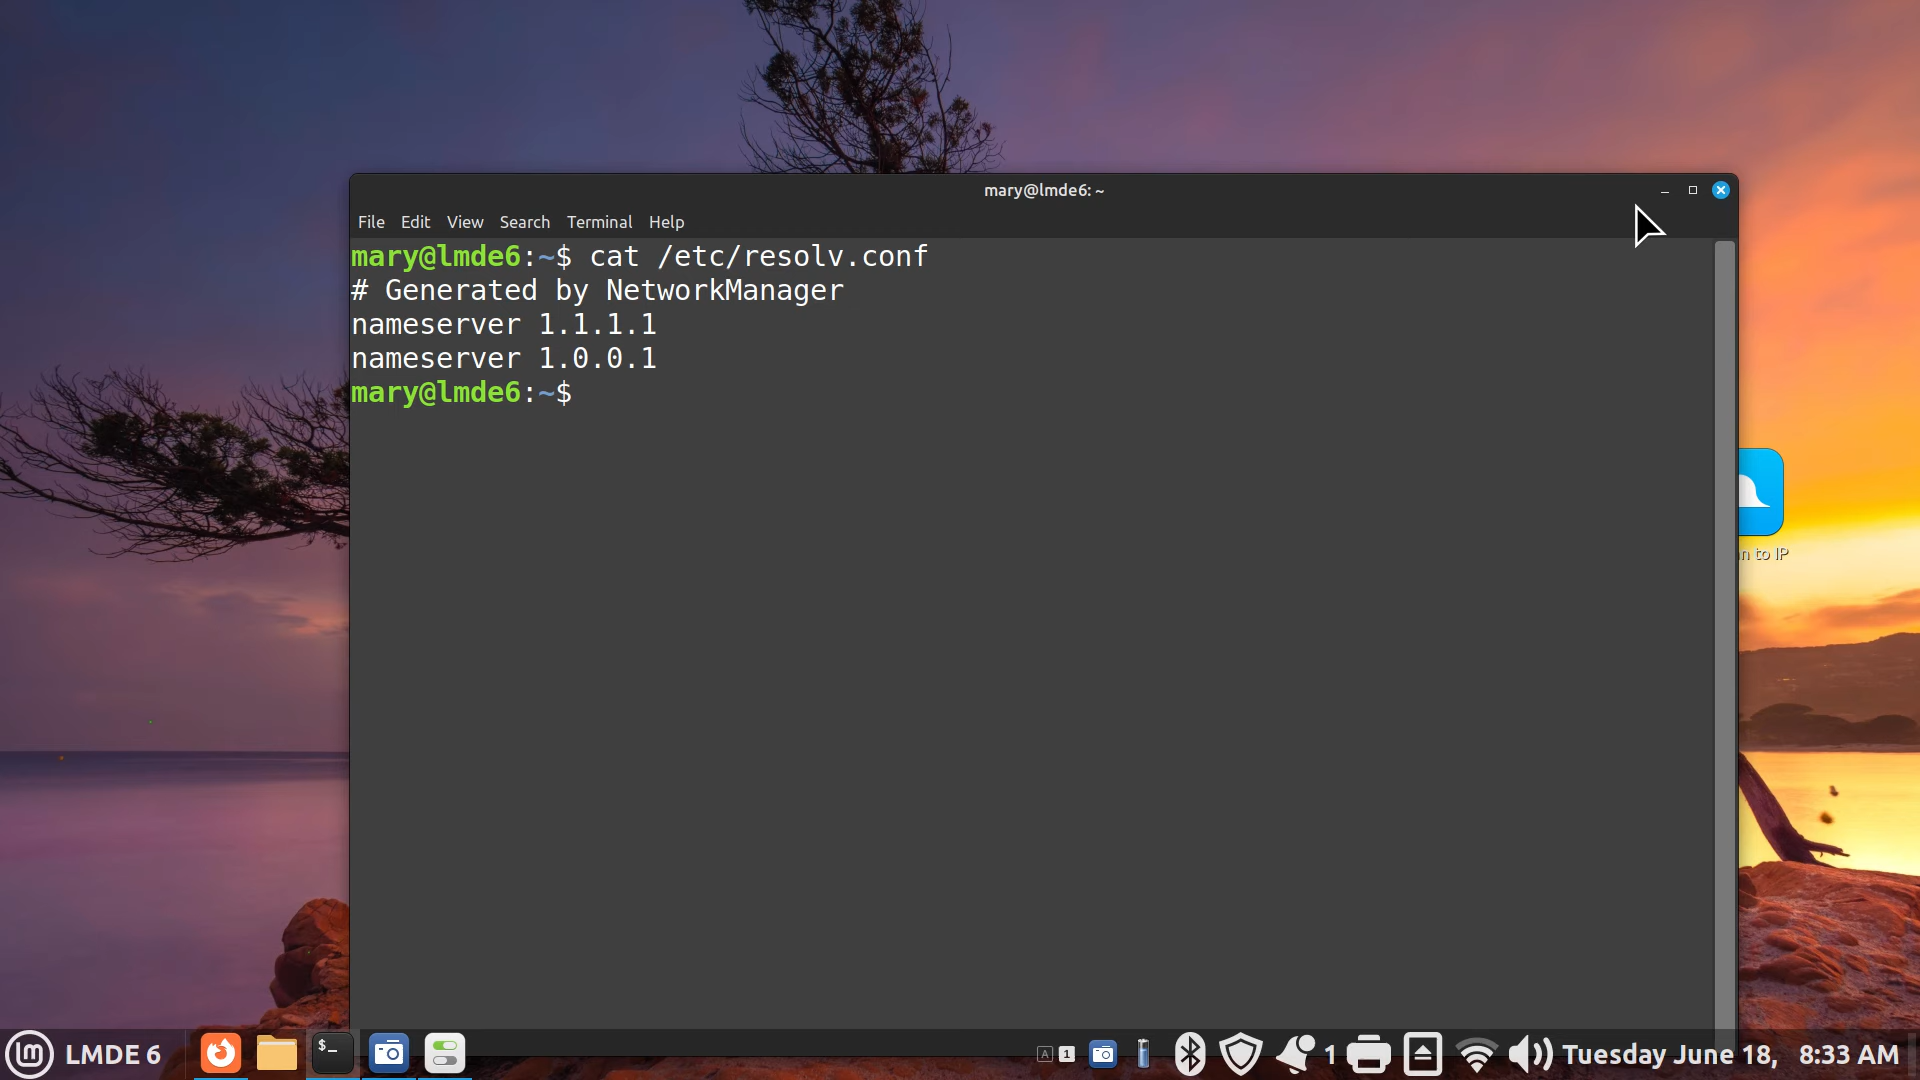 mary@lmde6: ~
File Edit View Search Terminal Help
mary@lmde6:~$ cat /etc/resolv.conf
# Generated by NetworkManager
nameserver 1.1.1.1
nameserver 1.0.0.1
mary@lmde6:~$
to IP
LMDE 6
$_
A 1
1
Tuesday June 18, 8:33 AM